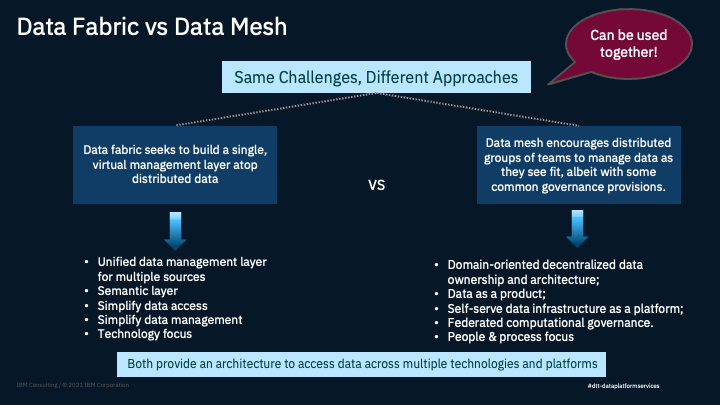 Data Fabric vs Data Mesh
Can be used
together!
Same Challenges, Different Approaches
Data fabric seeks to build a single,
virtual management layer atop
distributed data
VS
Data mesh encourages distributed
groups of teams to manage data as
they see fit, albeit with some
common governance provisions.
• Unified data management layer
for multiple sources
• Semantic layer
• Simplify data access
• Simplify data management
• Technology focus
• Domain-oriented decentralized data
ownership and architecture;
• Data as a product;
• Self-serve data infrastructure as a platform;
• Federated computational governance.
• People & process focus
Both provide an architecture to access data across multiple technologies and platforms
IBM Consulting / © 2021 IBM Corporation
#dtt-dataplatformservices